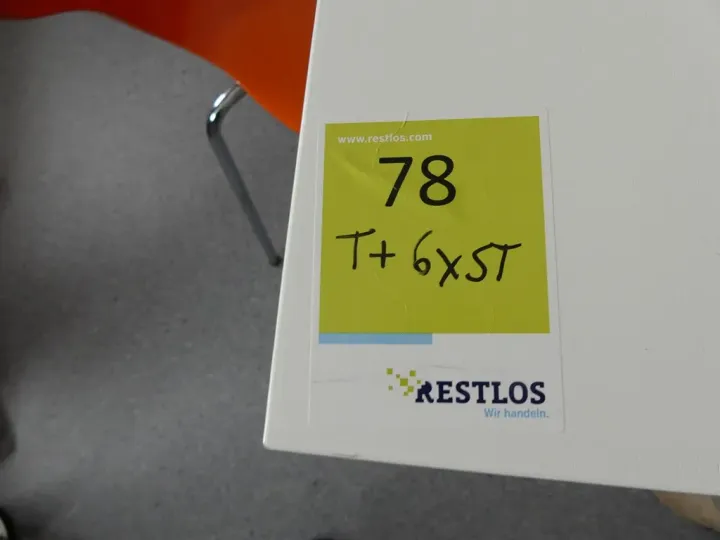 www.restlos.com
78
T+ 6x5T
RESTLOS
Wir handeln.